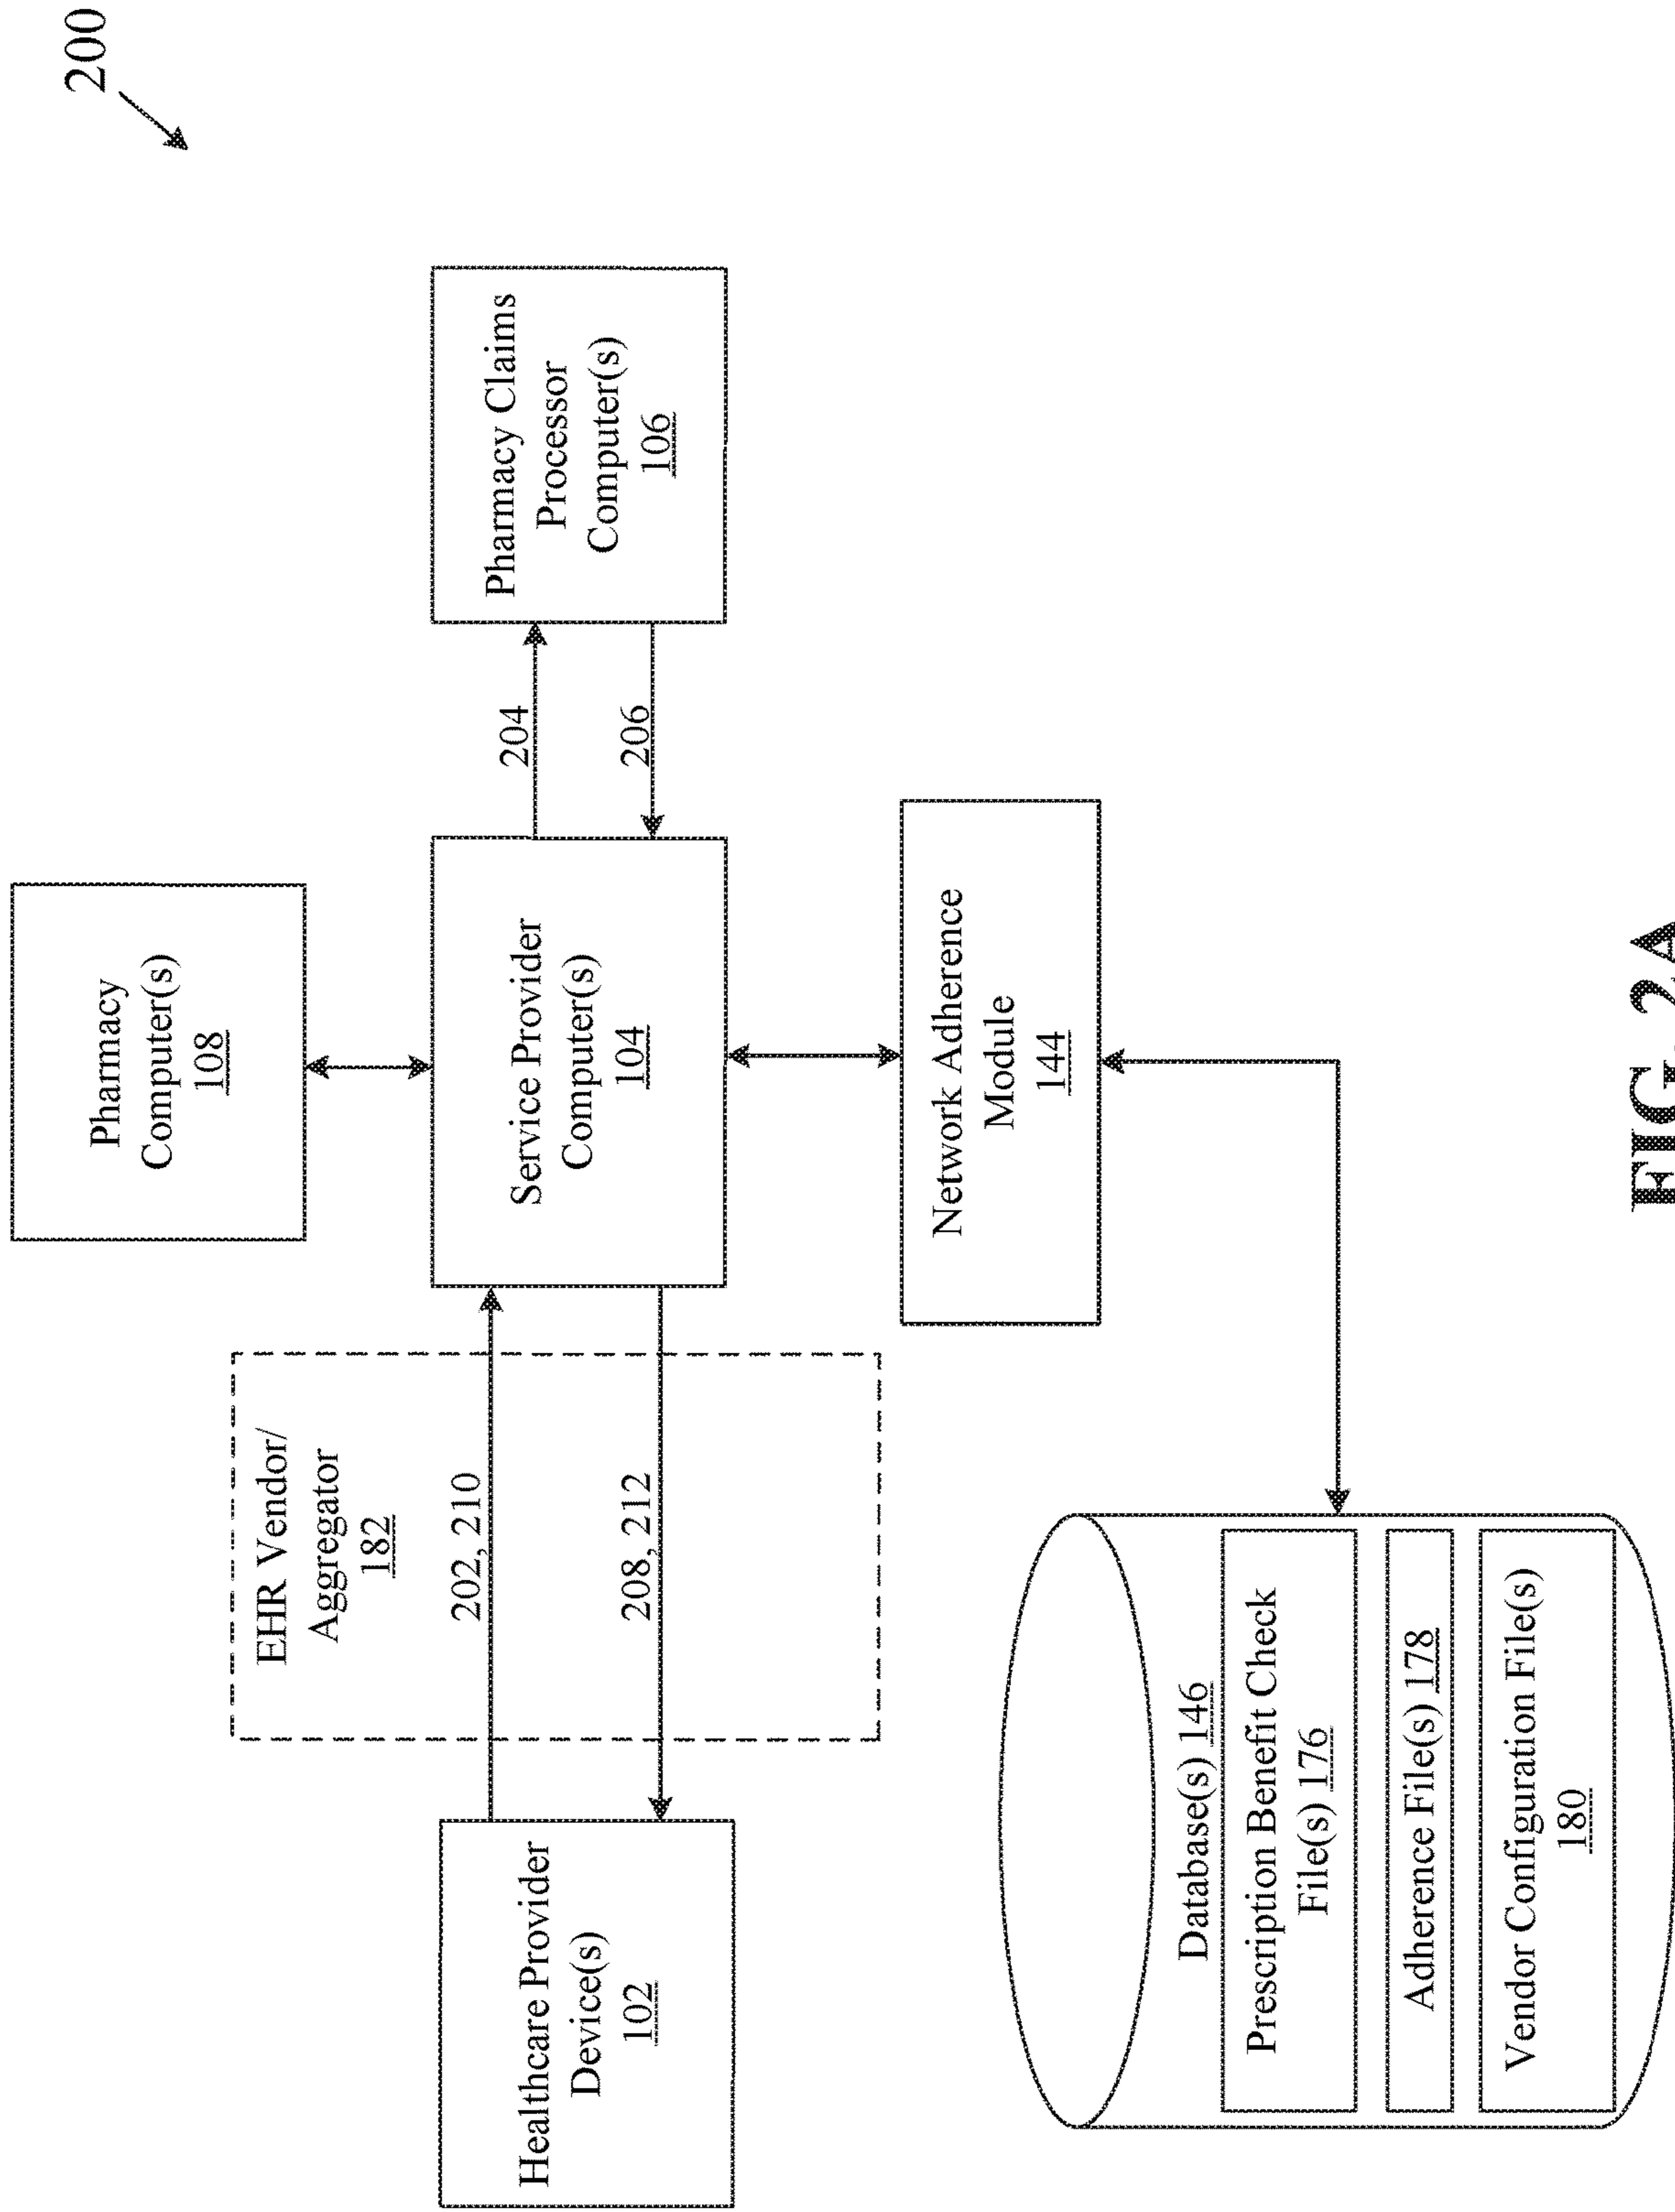 200
Pharmacy
Computer(s)
108
EHR Vendor/
Aggregator
182
Healthcare Provider
Device(s)
102
202, 210
208, 212
Service Provider
Computer(s)
104
204
206
Pharmacy Claims
Processor
Computer(s)
106
Network Adherence
Module
144
Database(s) 146
Prescription Benefit Check
File(s) 176
Adherence File(s) 178
Vendor Configuration File(s)
180
FIG. 2A